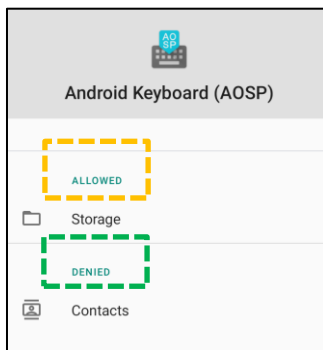 AO
SP
Android Keyboard (AOSP)
ALLOWED
Storage
DENIED
Contacts